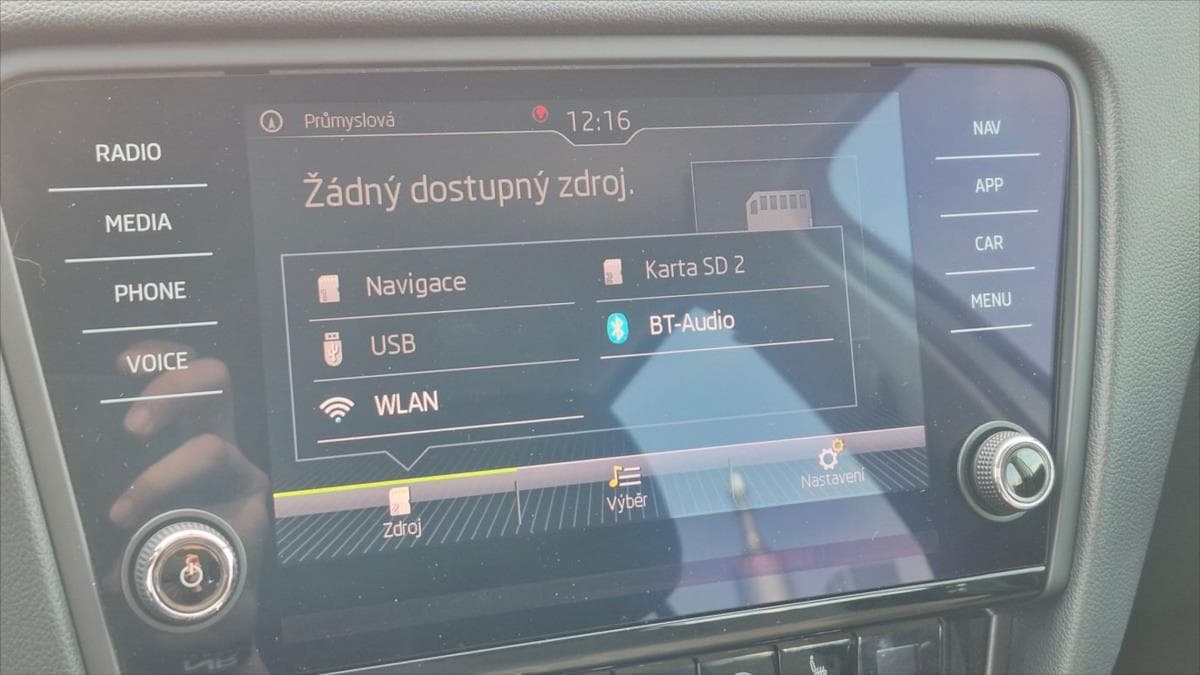 Průmyslová
12:16
RADIO
MEDIA
PHONE
VOICE
Žádný dostupný zdroj.
Navigace
Karta SD 2
USB
BT-Audio
WLAN
Zdroj
Výběr
Nastavení
NAV
APP
CAR
MENU